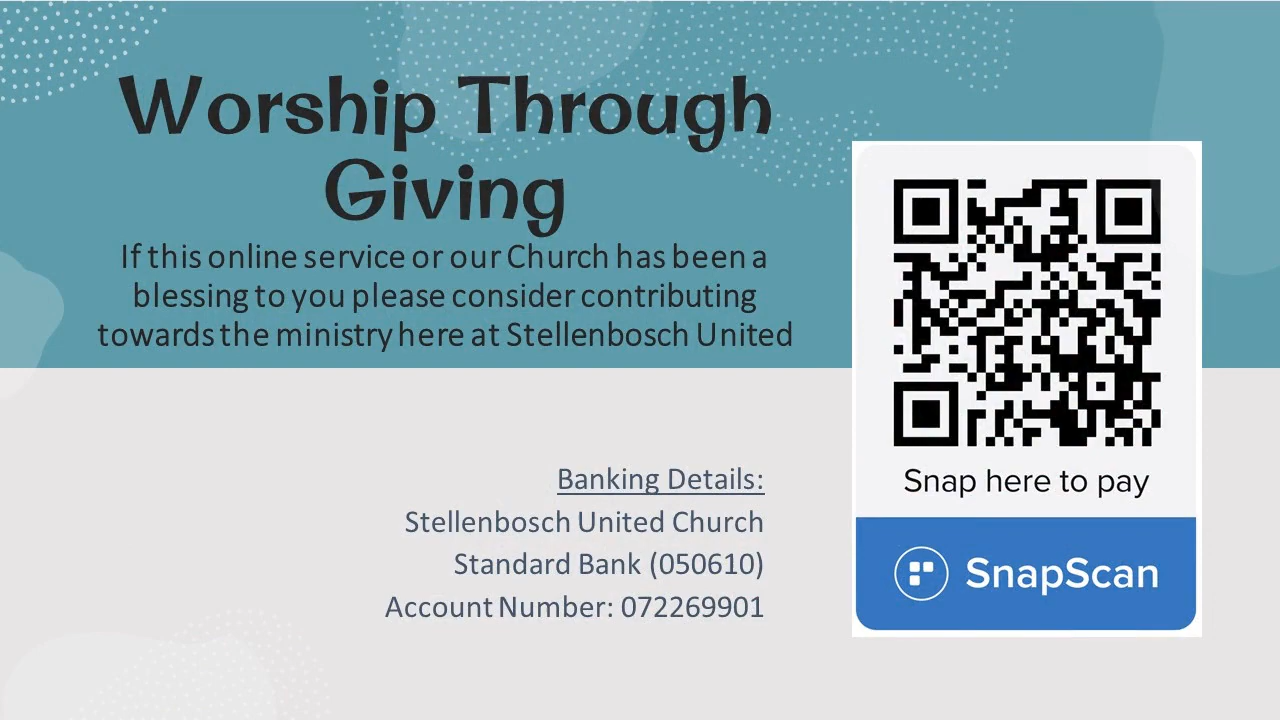 Worship Through
Giving
If this online service or our Church has been a
blessing to you please consider contributing
towards the ministry here at Stellenbosch United
Banking Details:
Stellenbosch United Church
Standard Bank (050610)
Account Number: 072269901
Snap here to pay
SnapScan